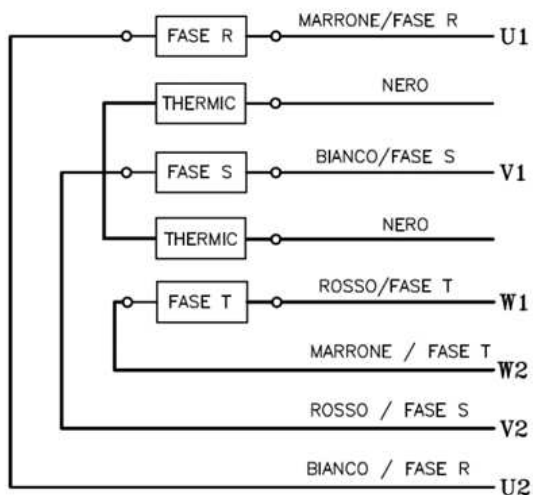 FASE R MARRONE/FASE R U1
THERMIC NERO
FASE S BIANCO/FASE S V1
THERMIC NERO
FASE T ROSSO/FASE T W1
MARRONE / FASE T W2
ROSSO / FASE S V2
BIANCO / FASE R U2